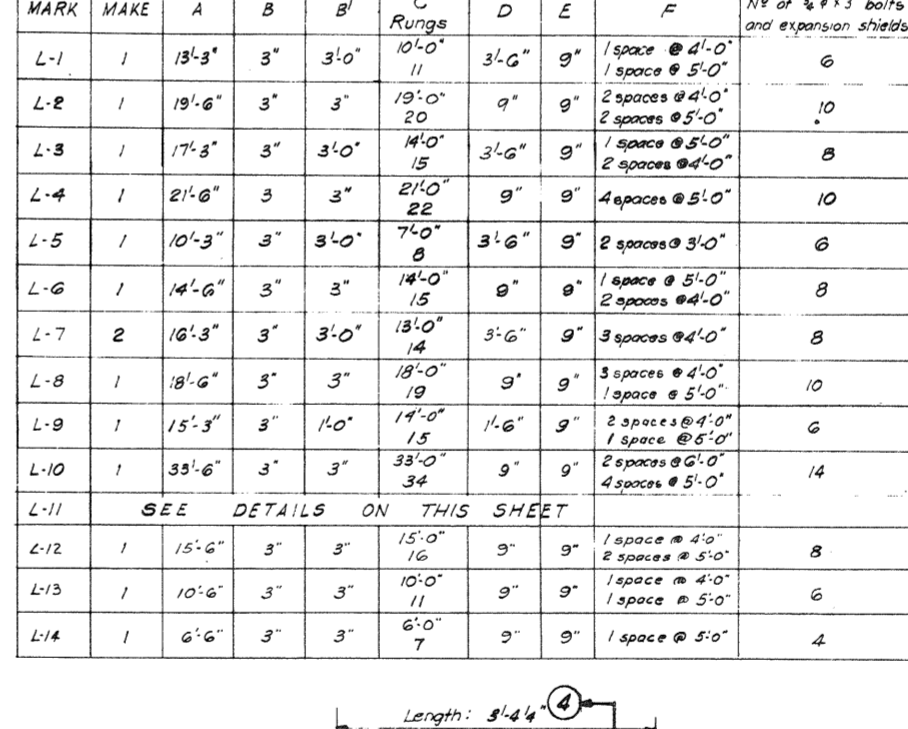 MARK MAKE A B B' C D E F Nº of ¾ φ x 3 bolts
Rungs and expansion shields
L-1 1 13'-3" 3" 3'-0" 10'-0" 11 3'-6" 9" 1 space @ 4'-0" 1 space @ 5'-0" 6
L-2 1 19'-6" 3" 3" 19'-0" 20 9" 9" 2 spaces @ 4'-0" 2 spaces @ 5'-0" 10
L-3 1 17'-3" 3" 3'-0" 14'-0" 15 3'-6" 9" 1 space @ 5'-0" 2 spaces @ 4'-0" 8
L-4 1 21'-6" 3 3" 21'-0" 22 9" 9" 4 spaces @ 5'-0" 10
L-5 1 10'-3" 3" 3'-0" 7'-0" 8 3'-6" 9" 2 spaces @ 3'-0" 6
L-6 1 14'-6" 3" 3" 14'-0" 15 9" 9" 1 space @ 5'-0" 2 spaces @ 4'-0" 8
L-7 2 16'-3" 3" 3'-0" 13'-0" 14 3'-6" 9" 3 spaces @ 4'-0" 8
L-8 1 18'-6" 3" 3" 18'-0" 19 9" 9" 3 spaces @ 4'-0" 1 space @ 5'-0" 10
L-9 1 15'-3" 3" 1'-0" 14'-0" 15 1'-6" 9" 2 spaces @ 4'-0" 1 space @ 5'-0" 6
L-10 1 33'-6" 3" 3" 33'-0" 34 9" 9" 2 spaces @ 6'-0" 4 spaces @ 5'-0" 14
L-11 SEE DETAILS ON THIS SHEET
L-12 1 15'-6" 3" 3" 15'-0" 16 9" 9" 1 space @ 4'-0" 2 spaces @ 5'-0" 8
L-13 1 10'-6" 3" 3" 10'-0" 11 9" 9" 1 space @ 4'-0" 1 space @ 5'-0" 6
L-14 1 6'-6" 3" 3" 6'-0" 7 9" 9" 1 space @ 5'-0" 4
Length: 3'-4¼" 4